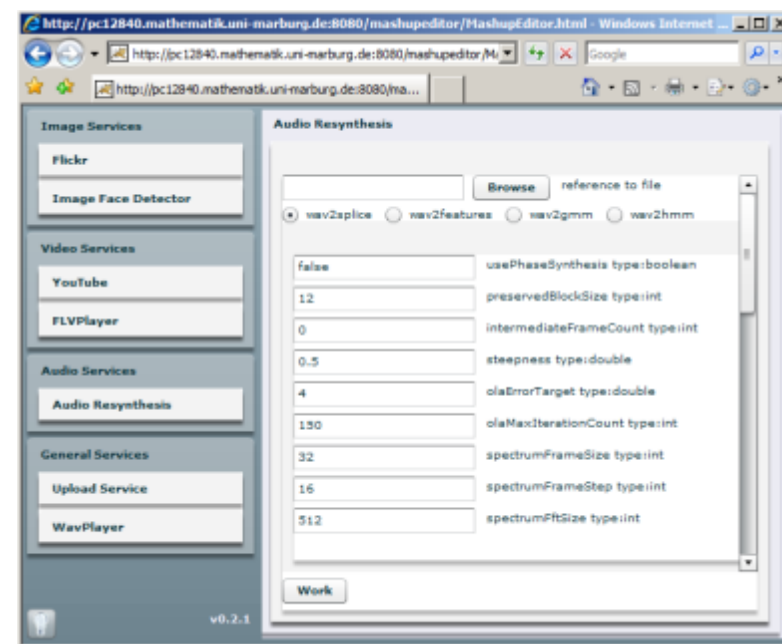 http://pc12840.mathematik.uni-marburg.de:8080/mashupeditor/MashupEditor.html - Windows Internet ...
http://pc12840.mathematik.uni-marburg.de:8080/mashupeditor/Ma
Google
http://pc12840.mathematik.uni-marburg.de:8080/ma...
Image Services
Flickr
Image Face Detector
Video Services
YouTube
FLVPlayer
Audio Services
Audio Resynthesis
General Services
Upload Service
WavPlayer
v0.2.1
Audio Resynthesis
Browse reference to file
wav2splice wav2features wav2gmm wav2hmm
false usePhaseSynthesis type:boolean
12 preservedBlockSize type:int
0 intermediateFrameCount type:int
0.5 steepness type:double
4 olaErrorTarget type:double
150 olaMaxIterationCount type:int
32 spectrumFrameSize type:int
16 spectrumFrameStep type:int
512 spectrumFftSize type:int
Work